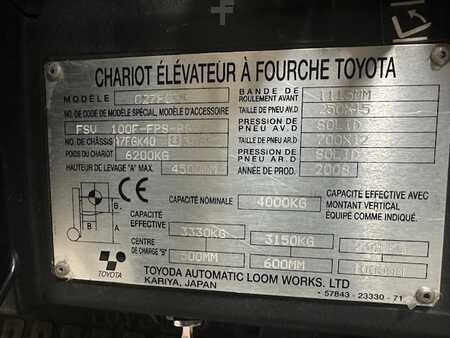 CHARIOT ÉLÉVATEUR À FOURCHE TOYOTA
MODÈLE
BANDE DE ROULEMENT AVANT 1115MM
NO. DE CODE DE MODÈLE SPÉCIAL, MODÈLE D'ACCESSOIRE
TAILLE DE PNEU AV.D
FSV 100F-FPS-
PRESSION DE PNEU AV.D SOLID
NO. DE CHÂSSIS
TAILLE DE PNEU AR.D 700X12
POIDS DU CHARIOT 6200KG
PRESSION DE PNEU AR.D SOLID
HAUTEUR DE LEVAGE "A" MAX. 4500MM
ANNÉE DE PROD. 2008
CE
CAPACITÉ NOMINALE 4000KG
CAPACITÉ EFFECTIVE AVEC MONTANT VERTICAL ÉQUIPÉ COMME INDIQUÉ.
B A B
CAPACITÉ EFFECTIVE 3330KG 3150KG
CENTRE DE CHARGE "B" 500MM 600MM
TOYOTA
TOYODA AUTOMATIC LOOM WORKS. LTD
KARIYA, JAPAN
57843-23330-71